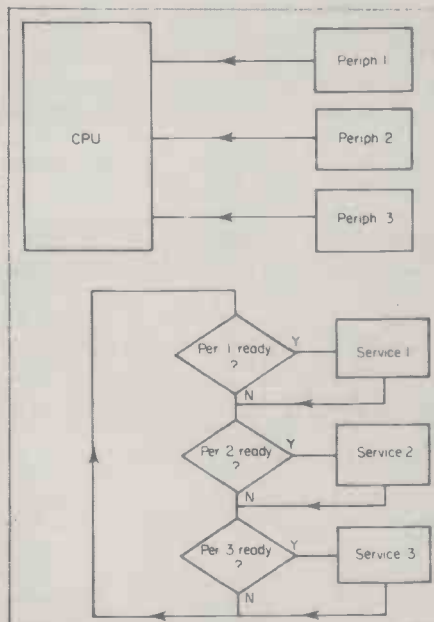 Periph 1
CPU
Periph 2
Periph 3
Per 1 ready
?
Y
Service 1
N
Per 2 ready
?
Y
Service 2
N
Per 3 ready
?
Y
Service 3
N